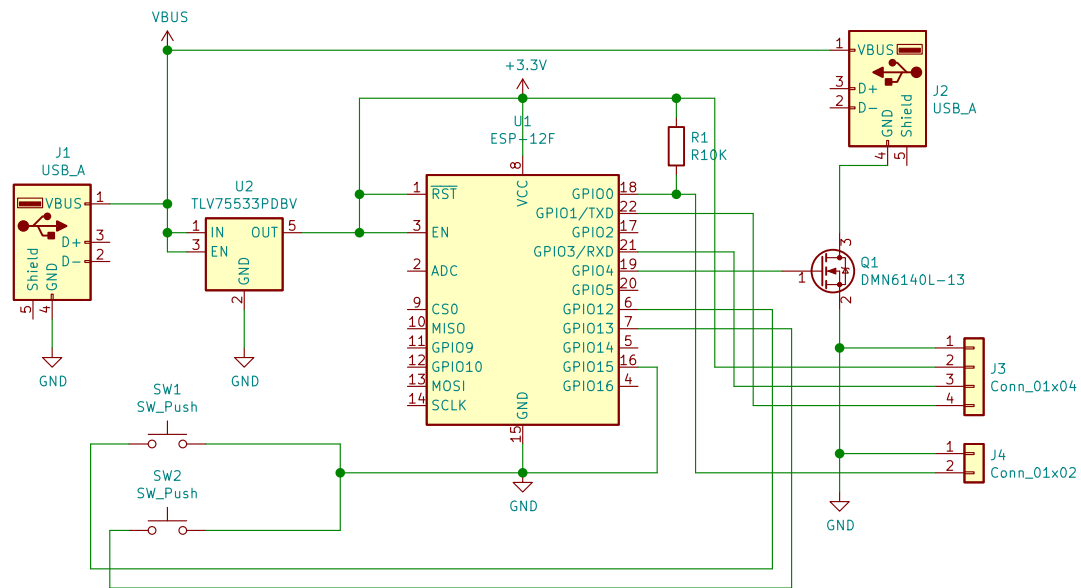 VBUS
+3.3V
1
VBUS
3
D+
2
D-
GND
Shield
4
5
J2
USB_A
U1
ESP-12F
R1
R10K
J1
USB_A
VBUS
1
D+
3
D-
2
Shield
GND
5
4
GND
U2
TLV75533PDBV
1
IN
OUT
5
3
EN
GND
2
GND
8
VCC
1
RST
GPIO0
18
GPIO1/TXD
22
3
EN
GPIO2
17
GPIO3/RXD
21
2
ADC
GPIO4
19
GPIO5
20
9
CS0
GPIO12
6
10
MISO
GPIO13
7
11
GPIO9
GPIO14
5
12
GPIO10
GPIO15
16
13
MOSI
GPIO16
4
14
SCLK
GND
15
GND
3
1
2
Q1
DMN6140L-13
1
2
3
4
J3
Conn_01x04
1
2
J4
Conn_01x02
GND
SW1
SW_Push
SW2
SW_Push